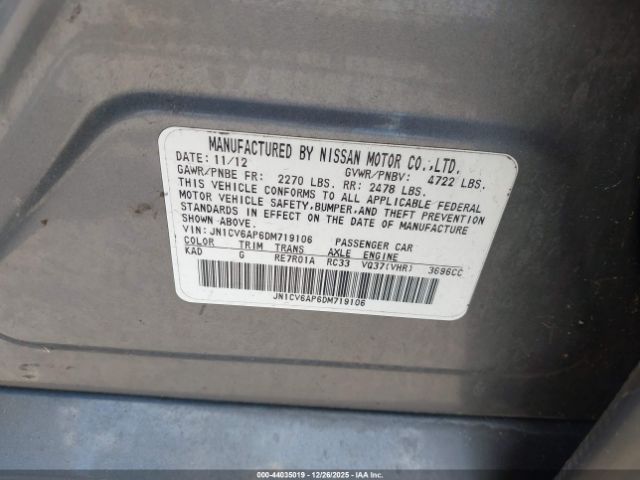 MANUFACTURED BY NISSAN MOTOR CO.,LTD.
DATE: 11/12 GVWR/PNBV: 4722 LBS.
GAWR/PNBE FR: 2270 LBS. RR: 2478 LBS.
THIS VEHICLE CONFORMS TO ALL APPLICABLE FEDERAL
MOTOR VEHICLE SAFETY, BUMPER, AND THEFT PREVENTION
STANDARDS IN EFFECT ON THE DATE OF MANUFACTURE
SHOWN ABOVE.
VIN: JN1CV6AP6DM719106 PASSENGER CAR
COLOR TRIM TRANS AXLE ENGINE
KAD G RE7R01A RC33 VQ37(VHR) 3696CC
JN1CV6AP6DM719106
000-44035019 - 12/26/2025 - IAA, Inc.